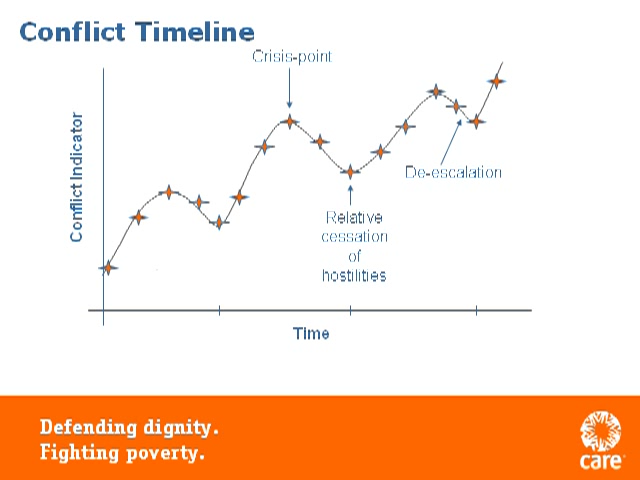 Conflict Timeline
Crisis-point
Conflict Indicator
De-escalation
Relative
cessation
of
hostilities
Time
Defending dignity.
Fighting poverty.
care